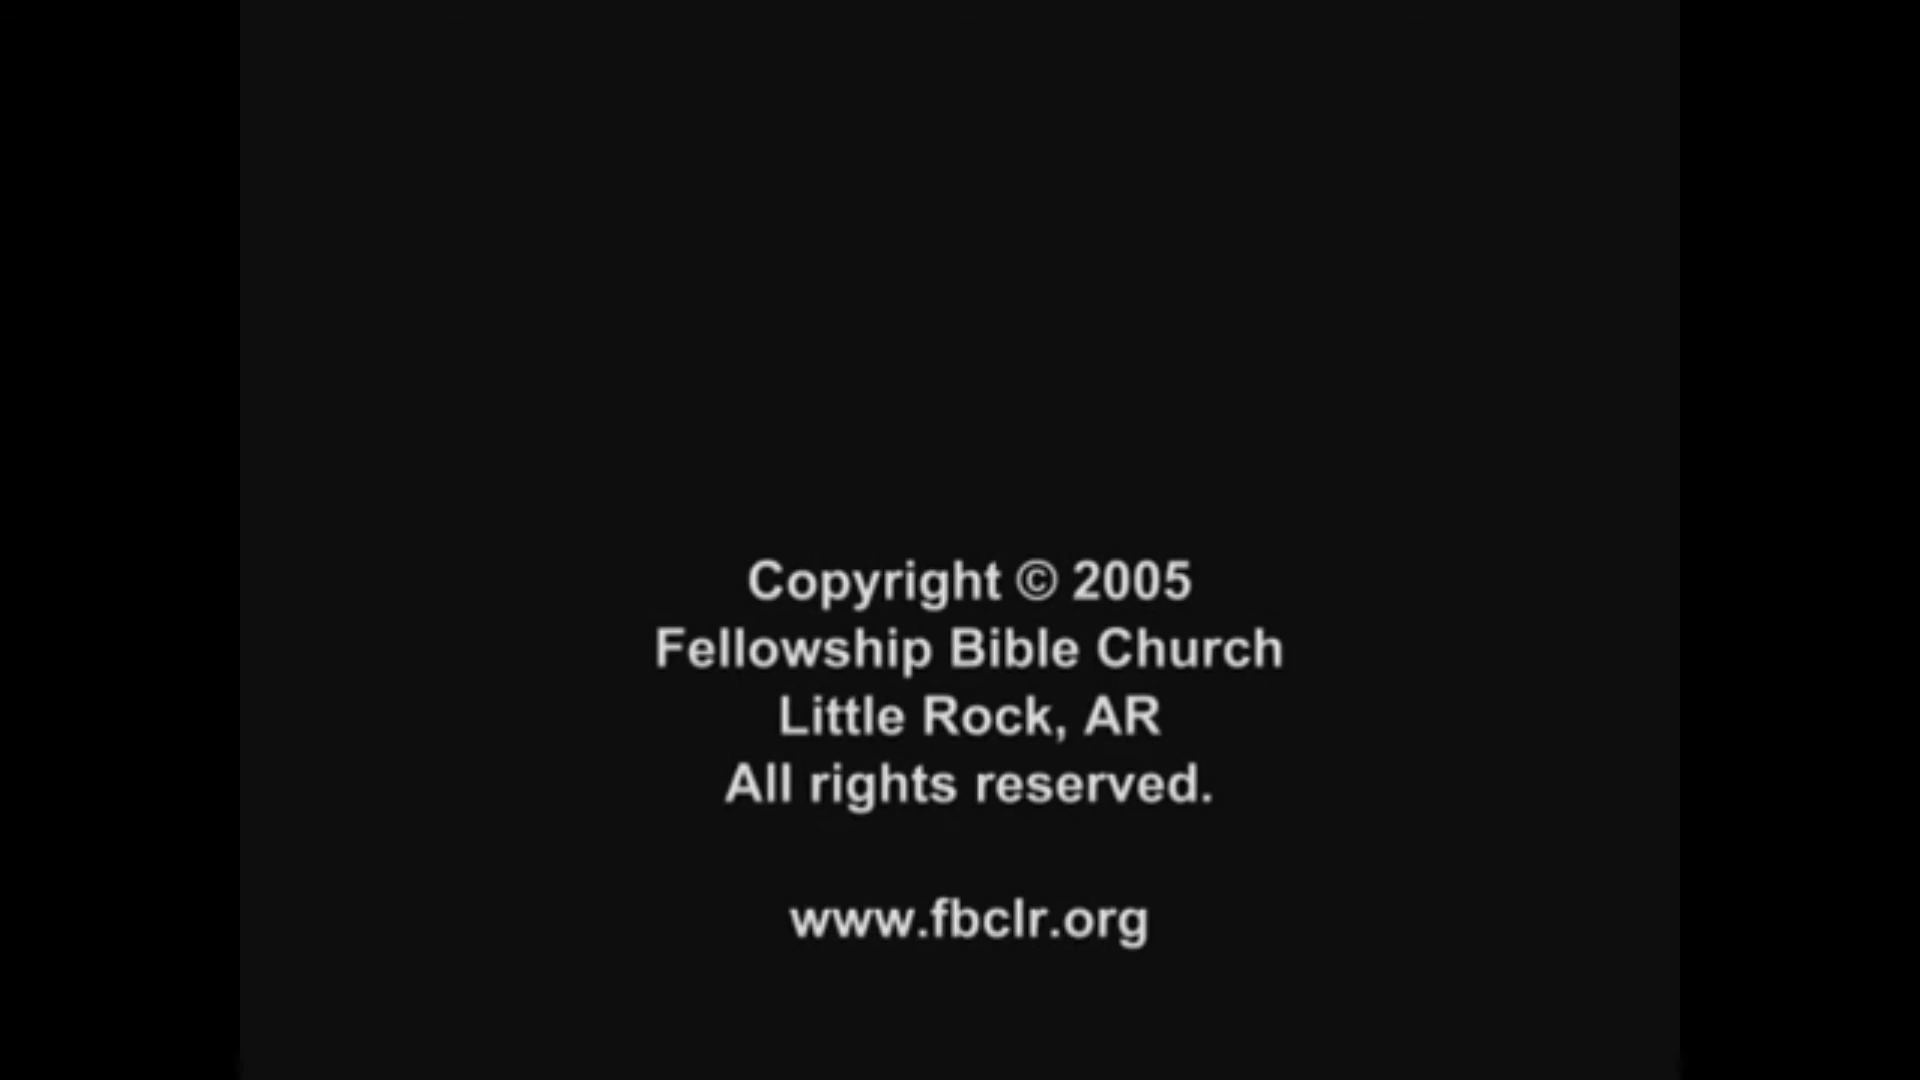 Copyright © 2005
Fellowship Bible Church
Little Rock, AR
All rights reserved.
www.fbclr.org